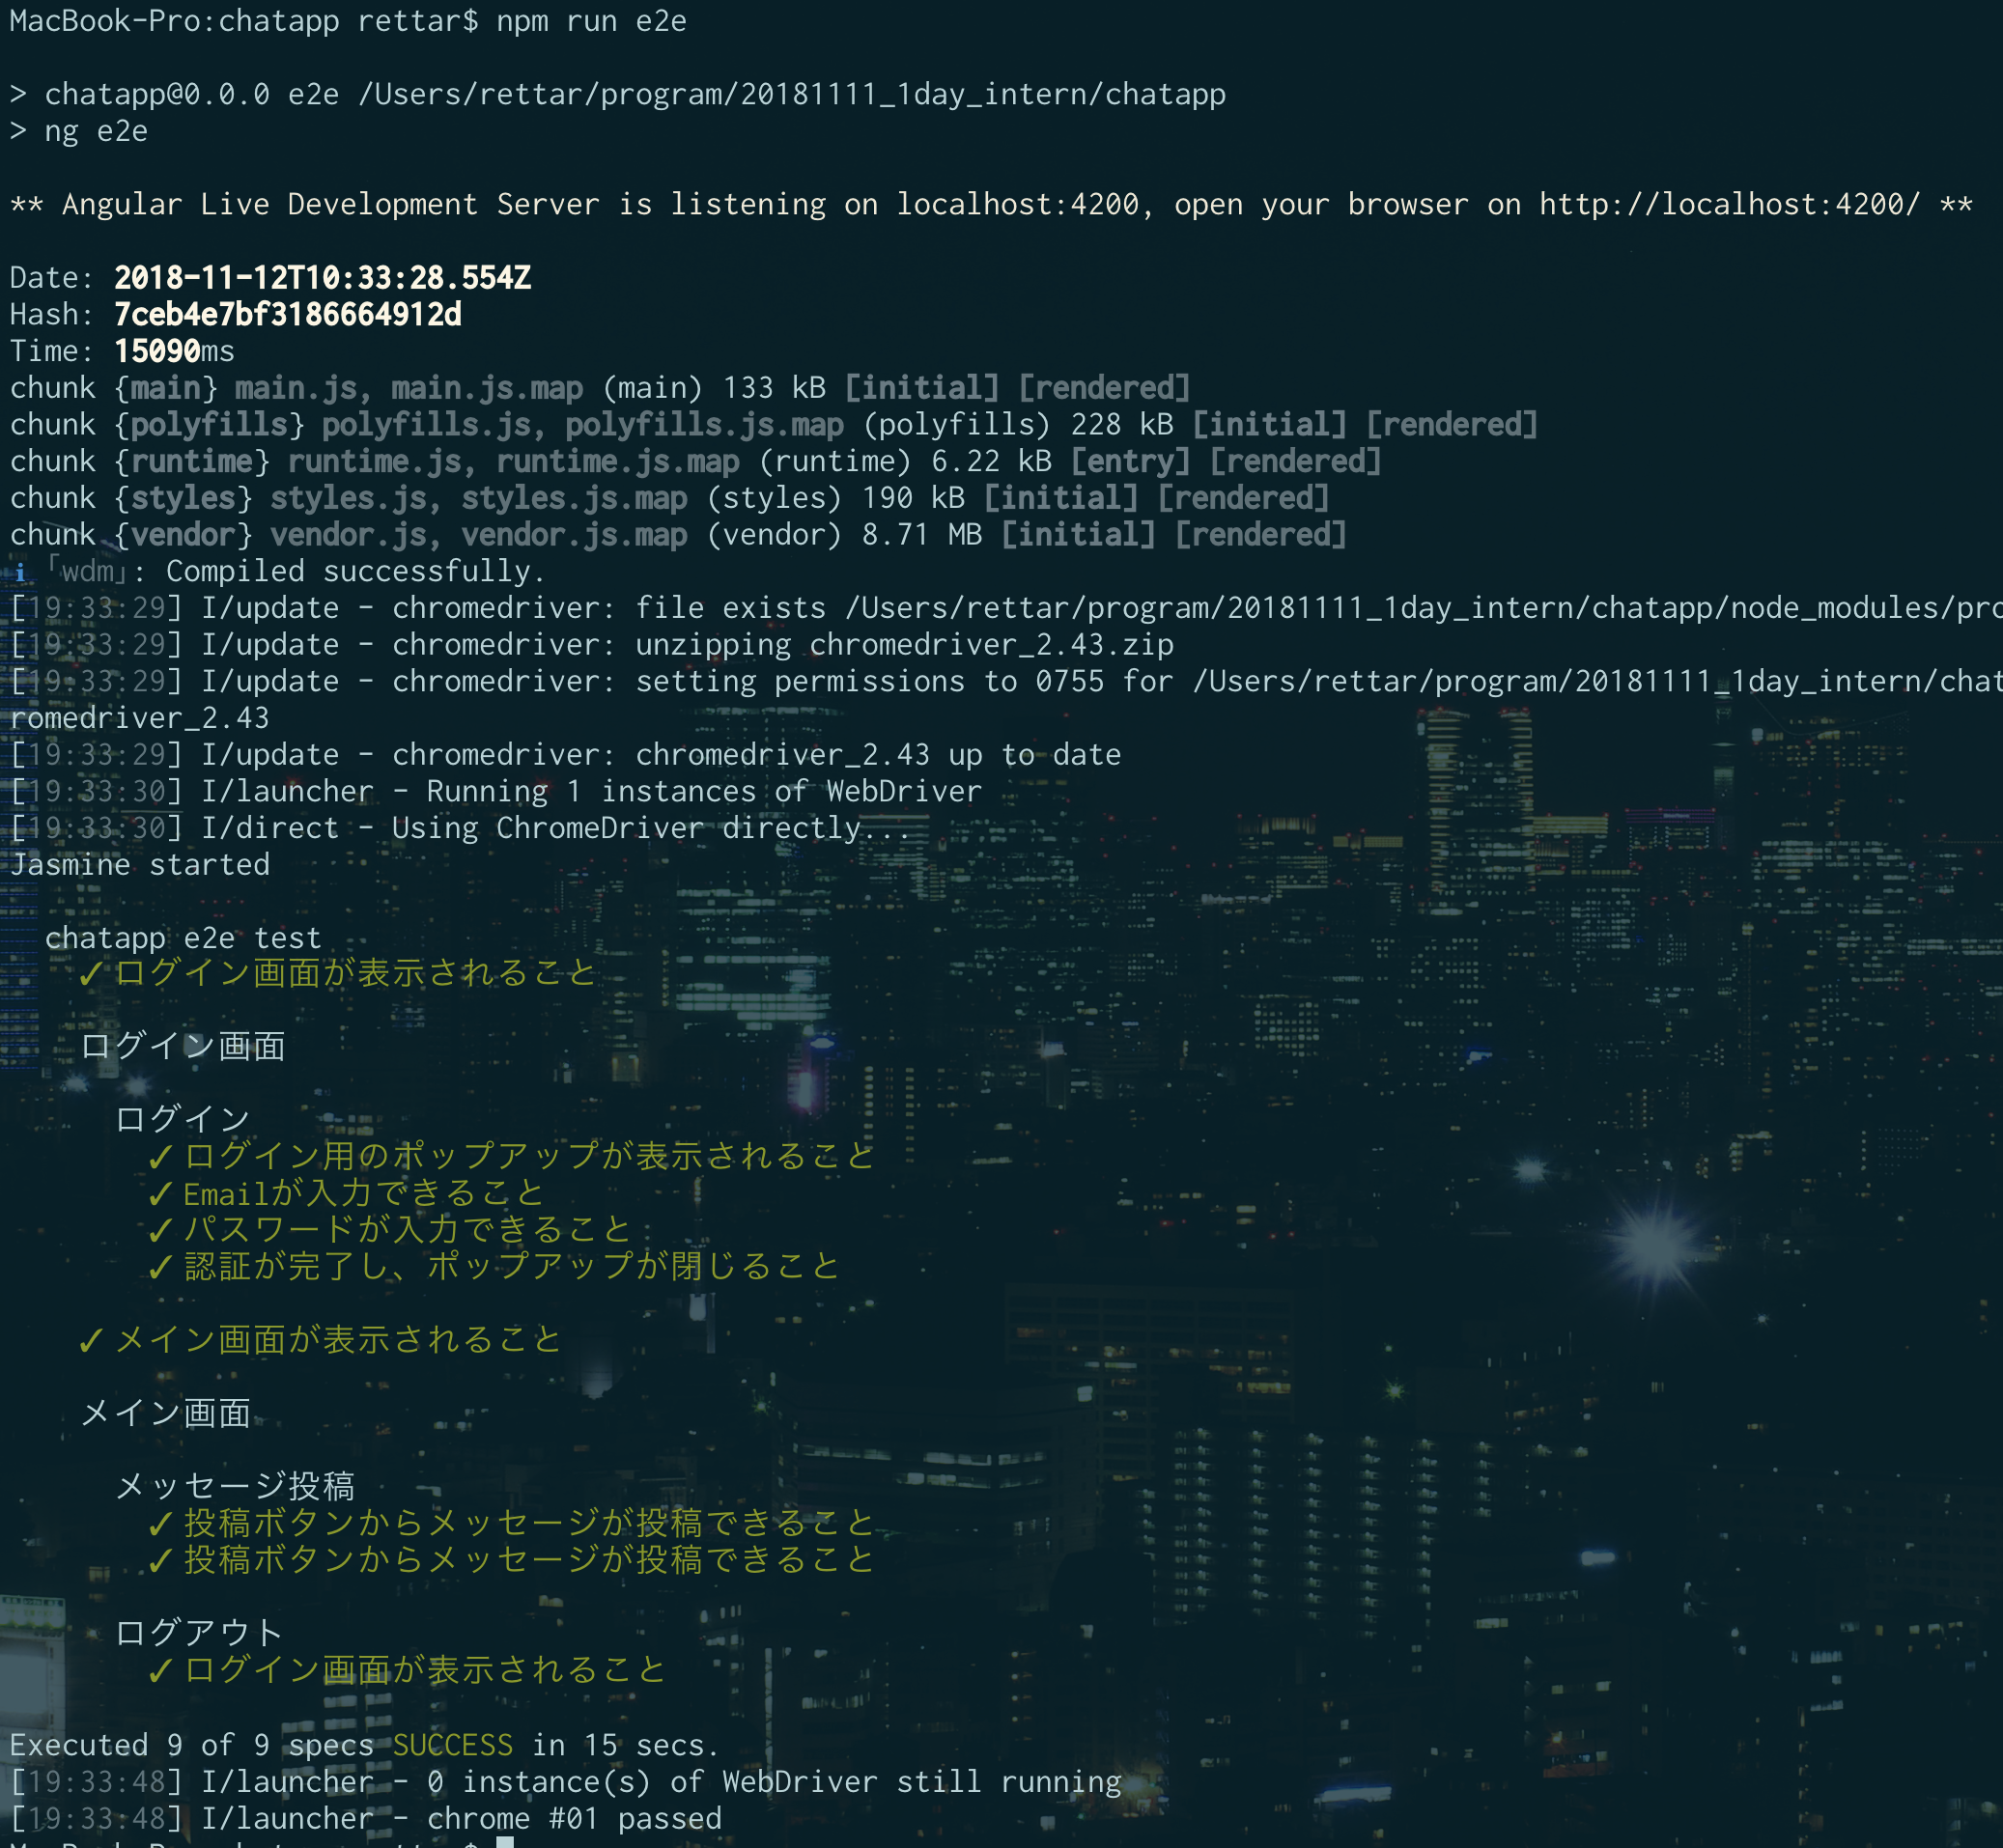 MacBook-Pro:chatapp rettar$ npm run e2e
> chatapp@0.0.0 e2e /Users/rettar/program/20181111_1day_intern/chatapp
> ng e2e
** Angular Live Development Server is listening on localhost:4200, open your browser on http://localhost:4200/ **
Date: 2018-11-12T10:33:28.554Z
Hash: 7ceb4e7bf3186664912d
Time: 15090ms
chunk {main} main.js, main.js.map (main) 133 kB [initial] [rendered]
chunk {polyfills} polyfills.js, polyfills.js.map (polyfills) 228 kB [initial] [rendered]
chunk {runtime} runtime.js, runtime.js.map (runtime) 6.22 kB [entry] [rendered]
chunk {styles} styles.js, styles.js.map (styles) 190 kB [initial] [rendered]
chunk {vendor} vendor.js, vendor.js.map (vendor) 8.71 MB [initial] [rendered]
ℹ 「wdm」: Compiled successfully.
[19:33:29] I/update - chromedriver: file exists /Users/rettar/program/20181111_1day_intern/chatapp/node_modules/pro
[19:33:29] I/update - chromedriver: unzipping chromedriver_2.43.zip
[19:33:29] I/update - chromedriver: setting permissions to 0755 for /Users/rettar/program/20181111_1day_intern/chat
romedriver_2.43
[19:33:29] I/update - chromedriver: chromedriver_2.43 up to date
[19:33:30] I/launcher - Running 1 instances of WebDriver
[19:33:30] I/direct - Using ChromeDriver directly...
Jasmine started
chatapp e2e test
✓ ログイン画面が表示されること
ログイン画面
ログイン
✓ ログイン用のポップアップが表示されること
✓ Emailが入力できること
✓ パスワードが入力できること
✓ 認証が完了し、ポップアップが閉じること
✓ メイン画面が表示されること
メイン画面
メッセージ投稿
✓ 投稿ボタンからメッセージが投稿できること
✓ 投稿ボタンからメッセージが投稿できること
ログアウト
✓ ログイン画面が表示されること
Executed 9 of 9 specs SUCCESS in 15 secs.
[19:33:48] I/launcher - 0 instance(s) of WebDriver still running
[19:33:48] I/launcher - chrome #01 passed